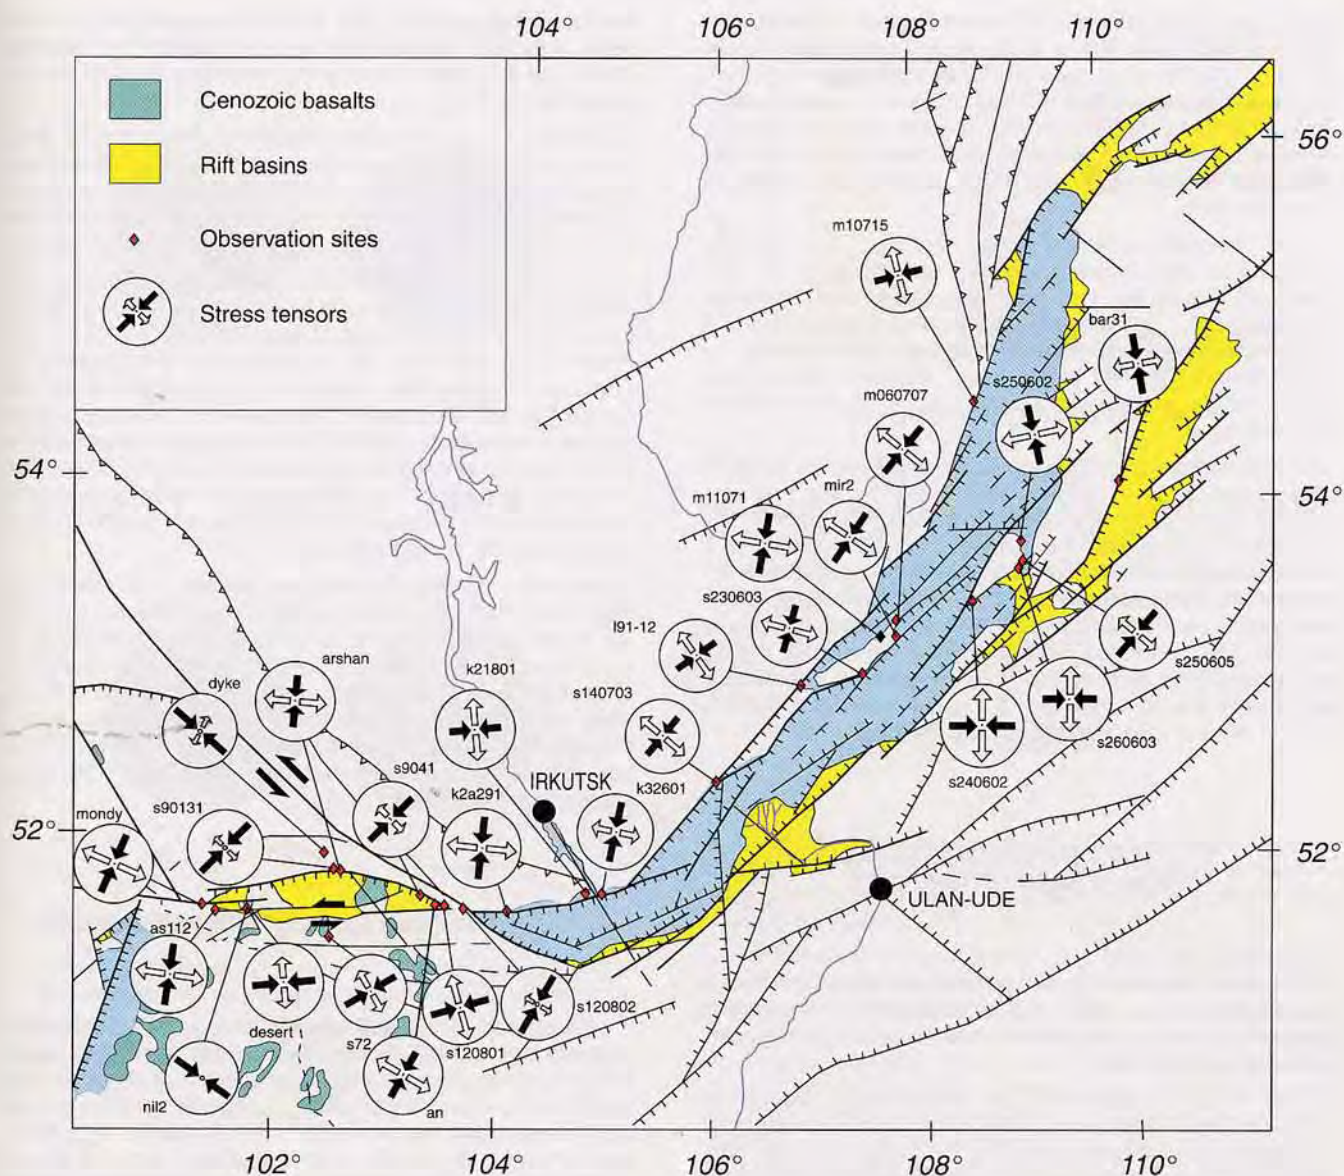 104° 106° 108° 110°
Cenozoic basalts
Rift basins
Observation sites
Stress tensors
56°
m10715
bar31
s250602
m060707
54°
54°
mir2
m11071
s230603
l91-12
s250605
arshan
k21801
dyke
s140703
s260603
s9041
IRKUTSK
k32601
s240602
k2a291
s90131
mondy
52°
52°
ULAN-UDE
as112
desert
s72
s120801
s120802
nil2
an
102° 104° 106° 108° 110°